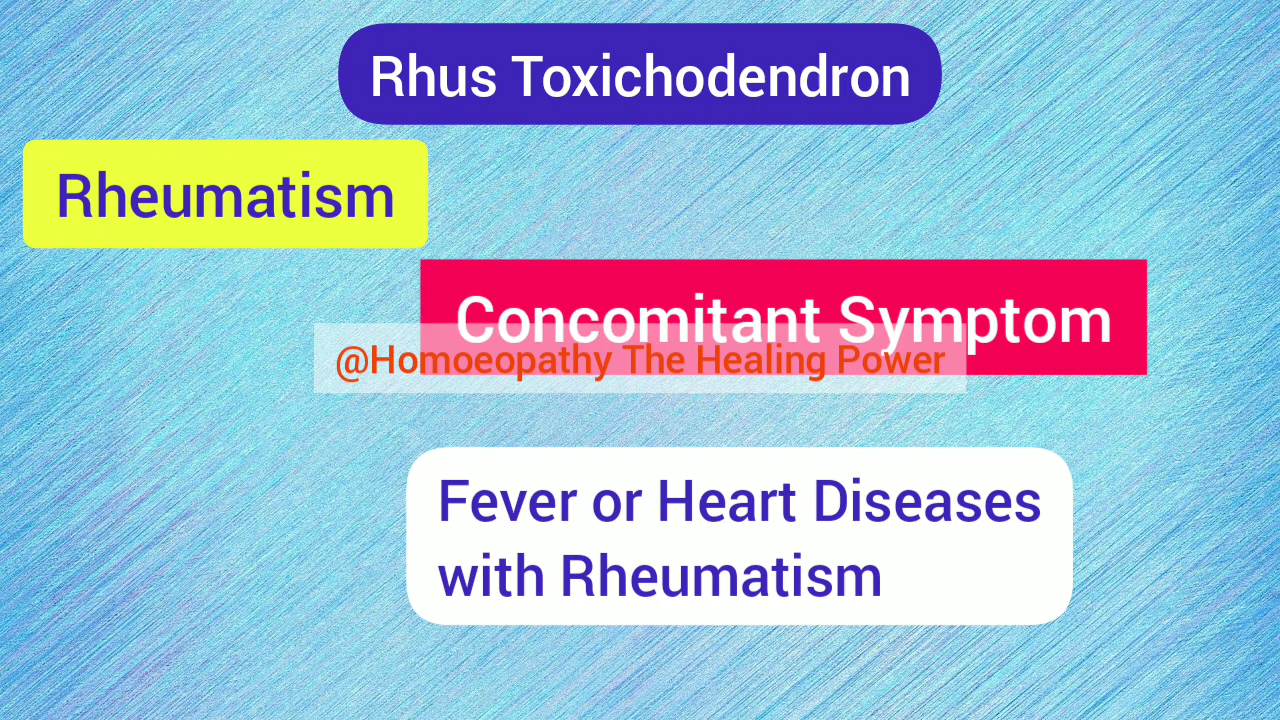 Rhus Toxichodendron
Rheumatism
Concomitant Symptom
@Homoeopathy The Healing Power
Fever or Heart Diseases
with Rheumatism